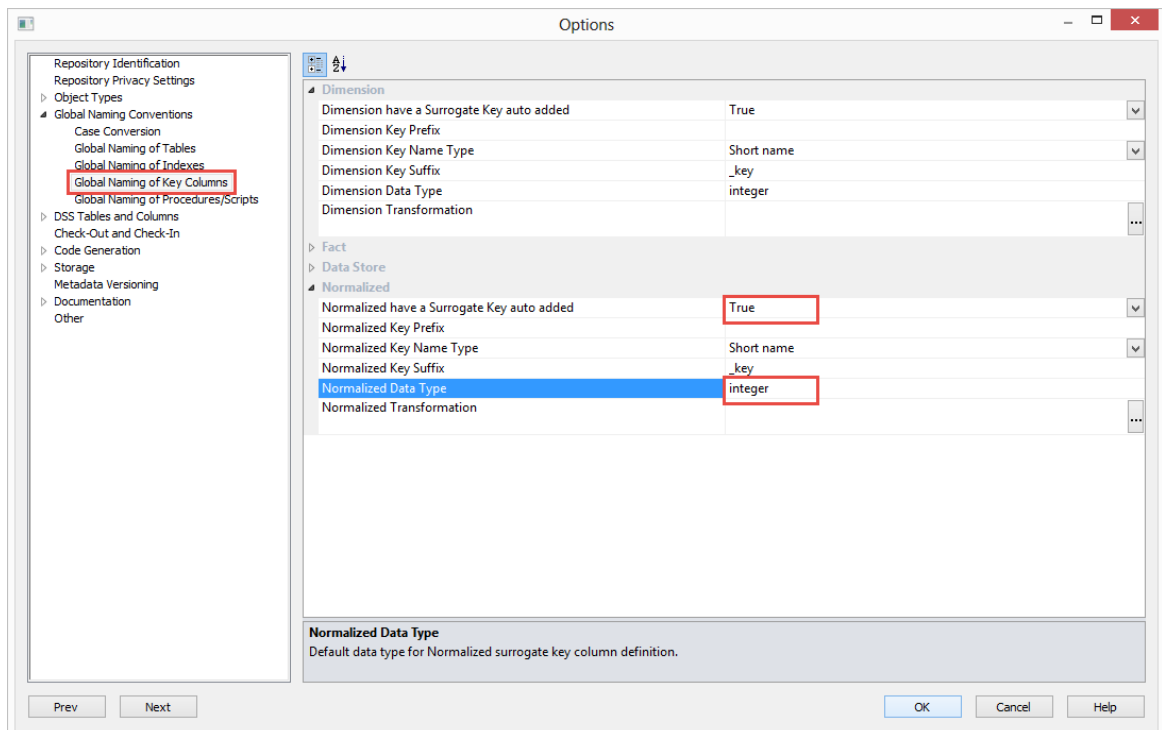 Options
Repository Identification
Repository Privacy Settings
Object Types
Global Naming Conventions
Case Conversion
Global Naming of Tables
Global Naming of Indexes
Global Naming of Key Columns
Global Naming of Procedures/Scripts
DSS Tables and Columns
Check-Out and Check-In
Code Generation
Storage
Metadata Versioning
Documentation
Other
Dimension
Dimension have a Surrogate Key auto added True
Dimension Key Prefix
Dimension Key Name Type Short name
Dimension Key Suffix _key
Dimension Data Type integer
Dimension Transformation ...
Fact
Data Store
Normalized
Normalized have a Surrogate Key auto added True
Normalized Key Prefix
Normalized Key Name Type Short name
Normalized Key Suffix _key
Normalized Data Type integer
Normalized Transformation ...
Normalized Data Type
Default data type for Normalized surrogate key column definition.
Prev Next OK Cancel Help